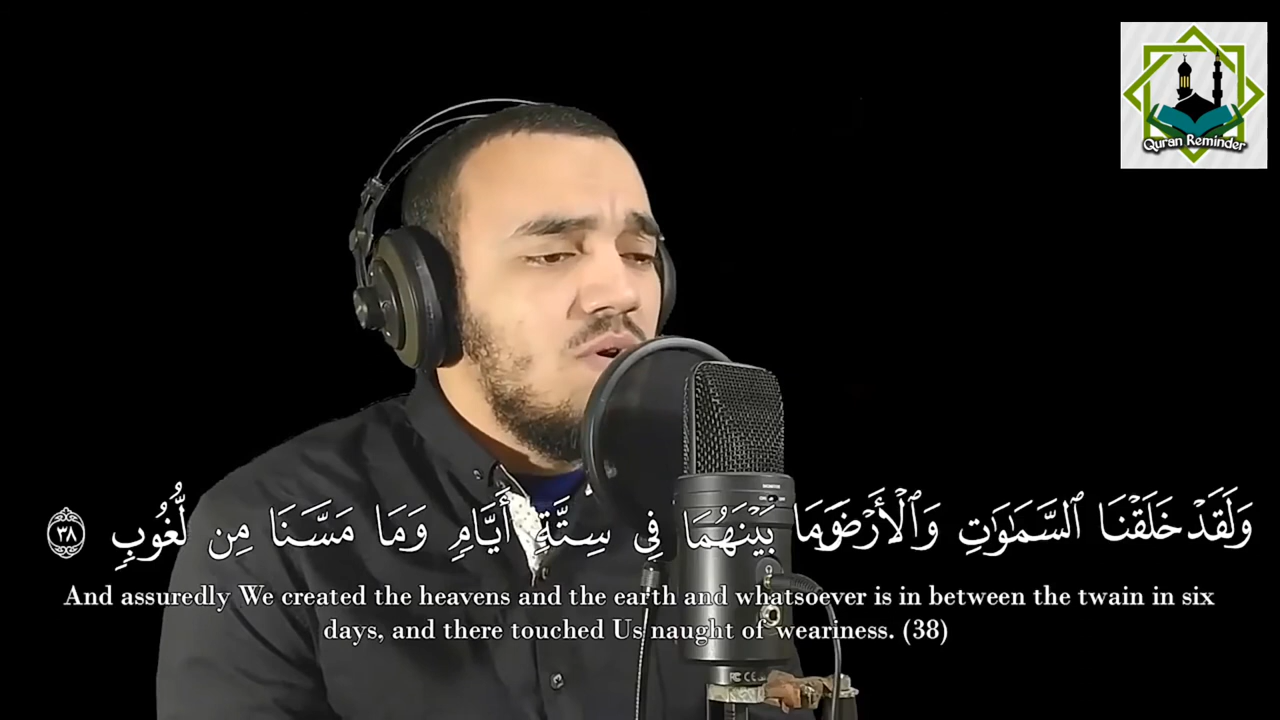 Quran Reminder
وَلَقَدْ خَلَقْنَا ٱلسَّمَٰوَٰتِ وَٱلْأَرْضَ وَمَا بَيْنَهُمَا فِى سِتَّةِ أَيَّامٍ وَمَا مَسَّنَا مِن لُّغُوبٍ ٣٨
And assuredly We created the heavens and the earth and whatsoever is in between the twain in six
days, and there touched Us naught of weariness. (38)